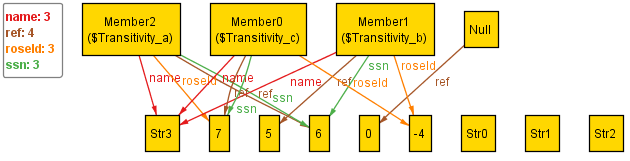 name: 3
ref: 4
roseId: 3
ssn: 3
Member2
($Transitivity_a)
Member0
($Transitivity_c)
Member1
($Transitivity_b)
Null
name
roseId
ref
ssn
name
ref
ssn
roseId
name
ssn
ref
roseId
ref
Str3
7
5
6
0
-4
Str0
Str1
Str2